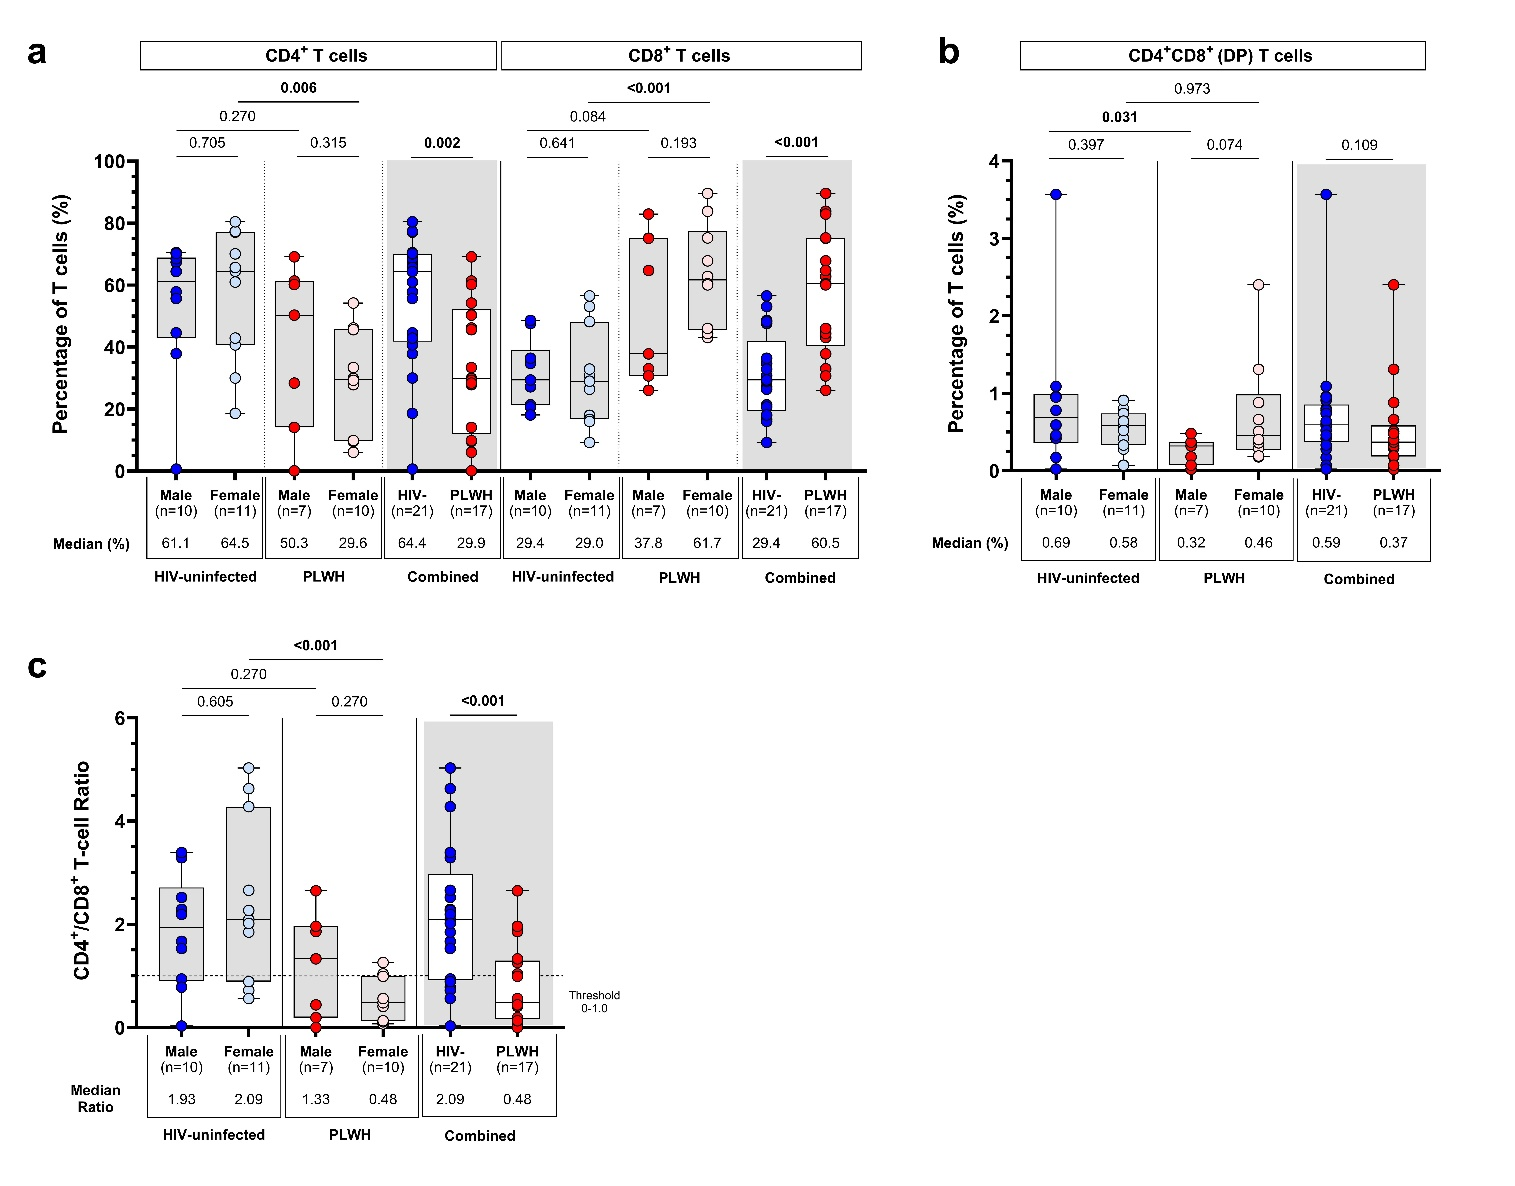 a
CD4⁺ T cells CD8⁺ T cells
0.006 <0.001
0.270 0.084
0.705 0.315 0.002 0.641 0.193 <0.001
Percentage of T cells (%)
100
80
60
40
20
0
Male Female Male Female HIV- PLWH Male Female Male Female HIV- PLWH
(n=10) (n=11) (n=7) (n=10) (n=21) (n=17) (n=10) (n=11) (n=7) (n=10) (n=21) (n=17)
Median (%) 61.1 64.5 50.3 29.6 64.4 29.9 29.4 29.0 37.8 61.7 29.4 60.5
HIV-uninfected PLWH Combined HIV-uninfected PLWH Combined
b
CD4⁺CD8⁺ (DP) T cells
0.973
0.031
0.397 0.074 0.109
Percentage of T cells (%)
4
3
2
1
0
Male Female Male Female HIV- PLWH
(n=10) (n=11) (n=7) (n=10) (n=21) (n=17)
Median (%) 0.69 0.58 0.32 0.46 0.59 0.37
HIV-uninfected PLWH Combined
c
<0.001
0.270
0.605 0.270 <0.001
CD4⁺/CD8⁺ T-cell Ratio
6
4
2
0
Threshold
0-1.0
Male Female Male Female HIV- PLWH
(n=10) (n=11) (n=7) (n=10) (n=21) (n=17)
Median
Ratio
1.93 2.09 1.33 0.48 2.09 0.48
HIV-uninfected PLWH Combined